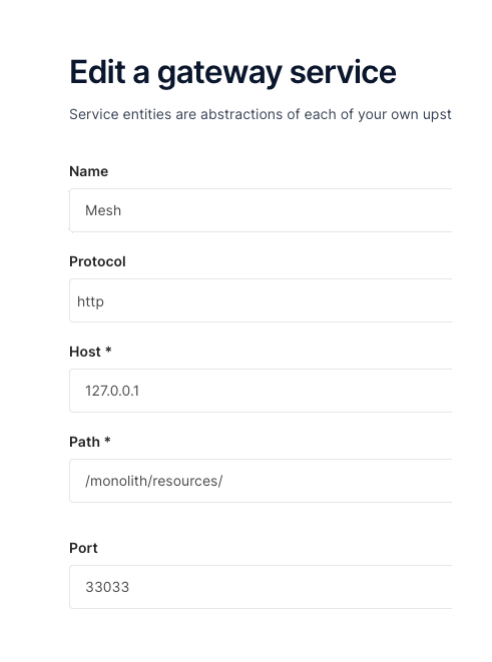 Edit a gateway service
Service entities are abstractions of each of your own upst
Name
Mesh
Protocol
http
Host *
127.0.0.1
Path *
/monolith/resources/
Port
33033